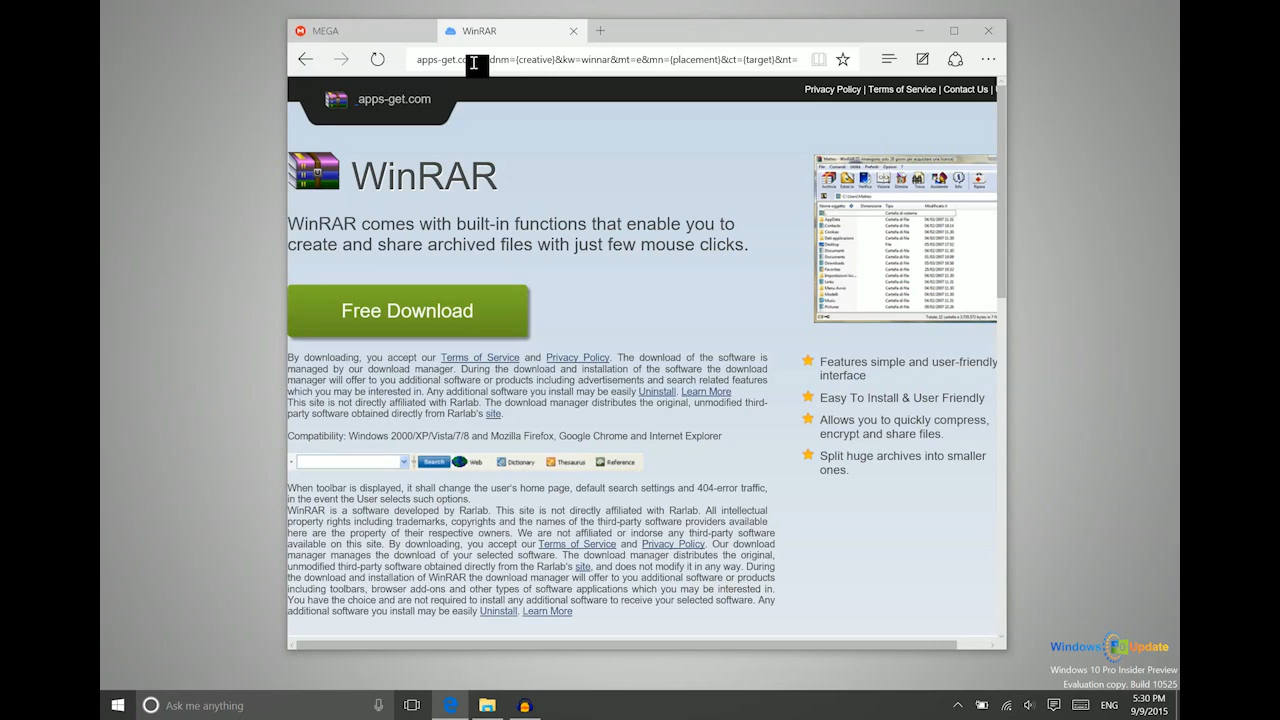 MEGA
WinRAR
apps-get.co dnm={creative}&kw=winnar&mt=e&mn={placement}&ct={target}&nt=
Privacy Policy | Terms of Service | Contact Us |
apps-get.com
WinRAR
WinRAR comes with built-in functions that enable you to
create and share archived files with just few mouse clicks.
Free Download
By downloading, you accept our Terms of Service and Privacy Policy. The download of the software is
managed by our download manager. During the download and installation of the software the download
manager will offer to you additional software or products including advertisements and search related features
which you may be interested in. Any additional software you install may be easily Uninstall. Learn More
This site is not directly affiliated with Rarlab. The download manager distributes the original, unmodified third-
party software obtained directly from Rarlab's site.
Compatibility: Windows 2000/XP/Vista/7/8 and Mozilla Firefox, Google Chrome and Internet Explorer
Search Web Dictionary Thesaurus Reference
When toolbar is displayed, it shall change the user's home page, default search settings and 404-error traffic,
in the event the User selects such options.
WinRAR is a software developed by Rarlab. This site is not directly affiliated with Rarlab. All intellectual
property rights including trademarks, copyrights and the names of the third-party software providers available
here are the property of their respective owners. We are not affiliated or indorse any third-party software
available on this site. By downloading, you accept our Terms of Service and Privacy Policy. Our download
manager manages the download of your selected software. The download manager distributes the original,
unmodified third-party software obtained directly from the Rarlab's site, and does not modify it in any way. During
the download and installation of WinRAR the download manager will offer to you additional software or products
including toolbars, browser add-ons and other types of software applications which you may be interested in.
You have the choice and are not required to install any additional software to receive your selected software. Any
additional software you install may be easily Uninstall. Learn More
Features simple and user-friendly
interface
Easy To Install & User Friendly
Allows you to quickly compress,
encrypt and share files.
Split huge archives into smaller
ones.
Windows Update
Windows 10 Pro Insider Preview
Evaluation copy. Build 10525
Ask me anything
ENG
5:30 PM
9/9/2015